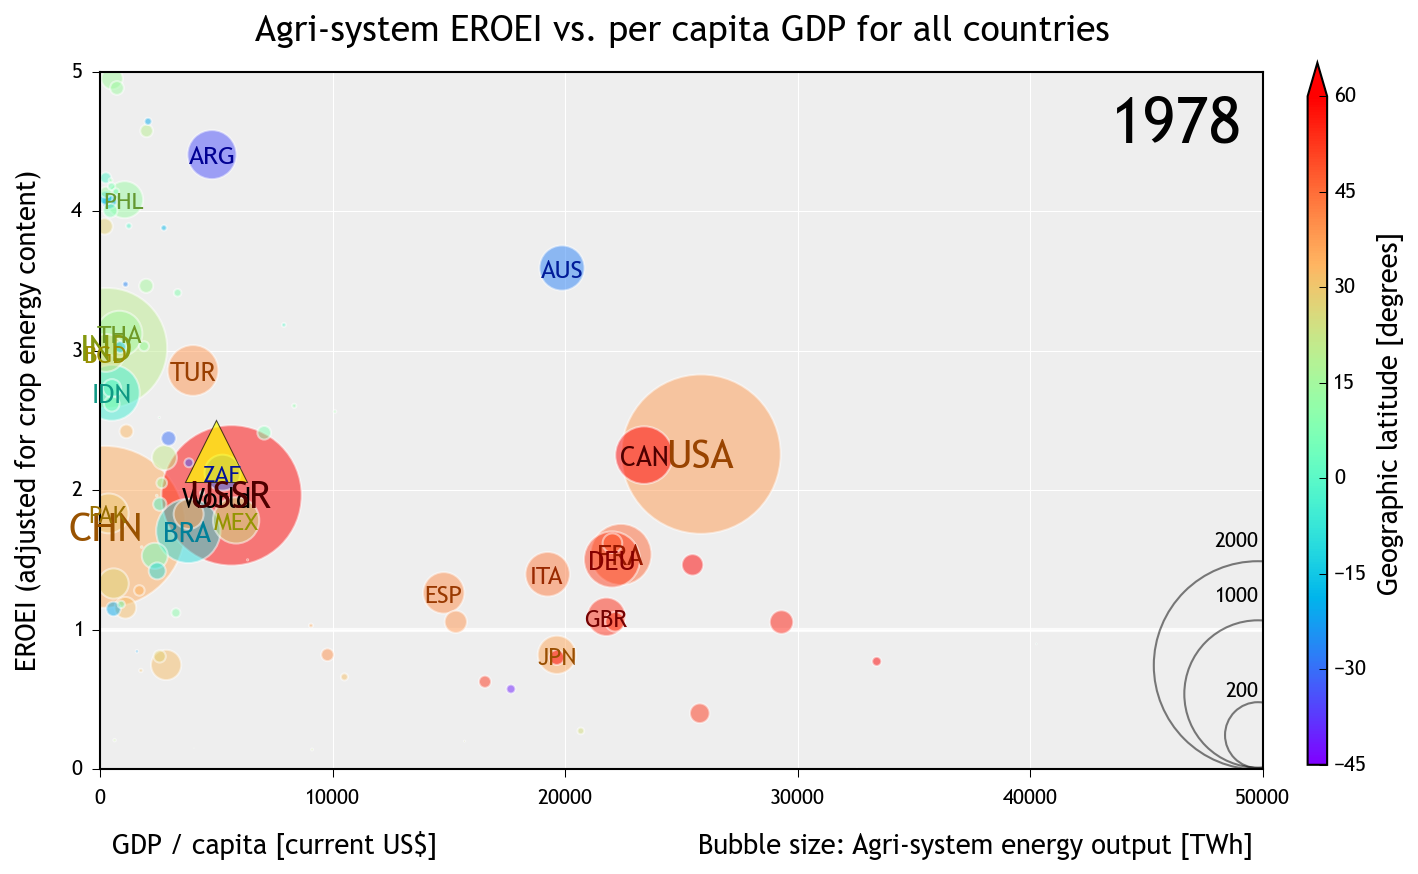 Agri-system EROEI vs. per capita GDP for all countries
1978
EROEI (adjusted for crop energy content)
5
4
3
2
1
0
ARG
PHL
AUS
THA
IND
BGD
TUR
IDN
CAN
USA
ZAF
World
USSR
PAK
CHN
BRA
MEX
FRA
DEU
ITA
ESP
GBR
JPN
2000
1000
200
0
10000
20000
30000
40000
50000
GDP / capita [current US$]
Bubble size: Agri-system energy output [TWh]
60
45
30
15
0
−15
−30
−45
Geographic latitude [degrees]